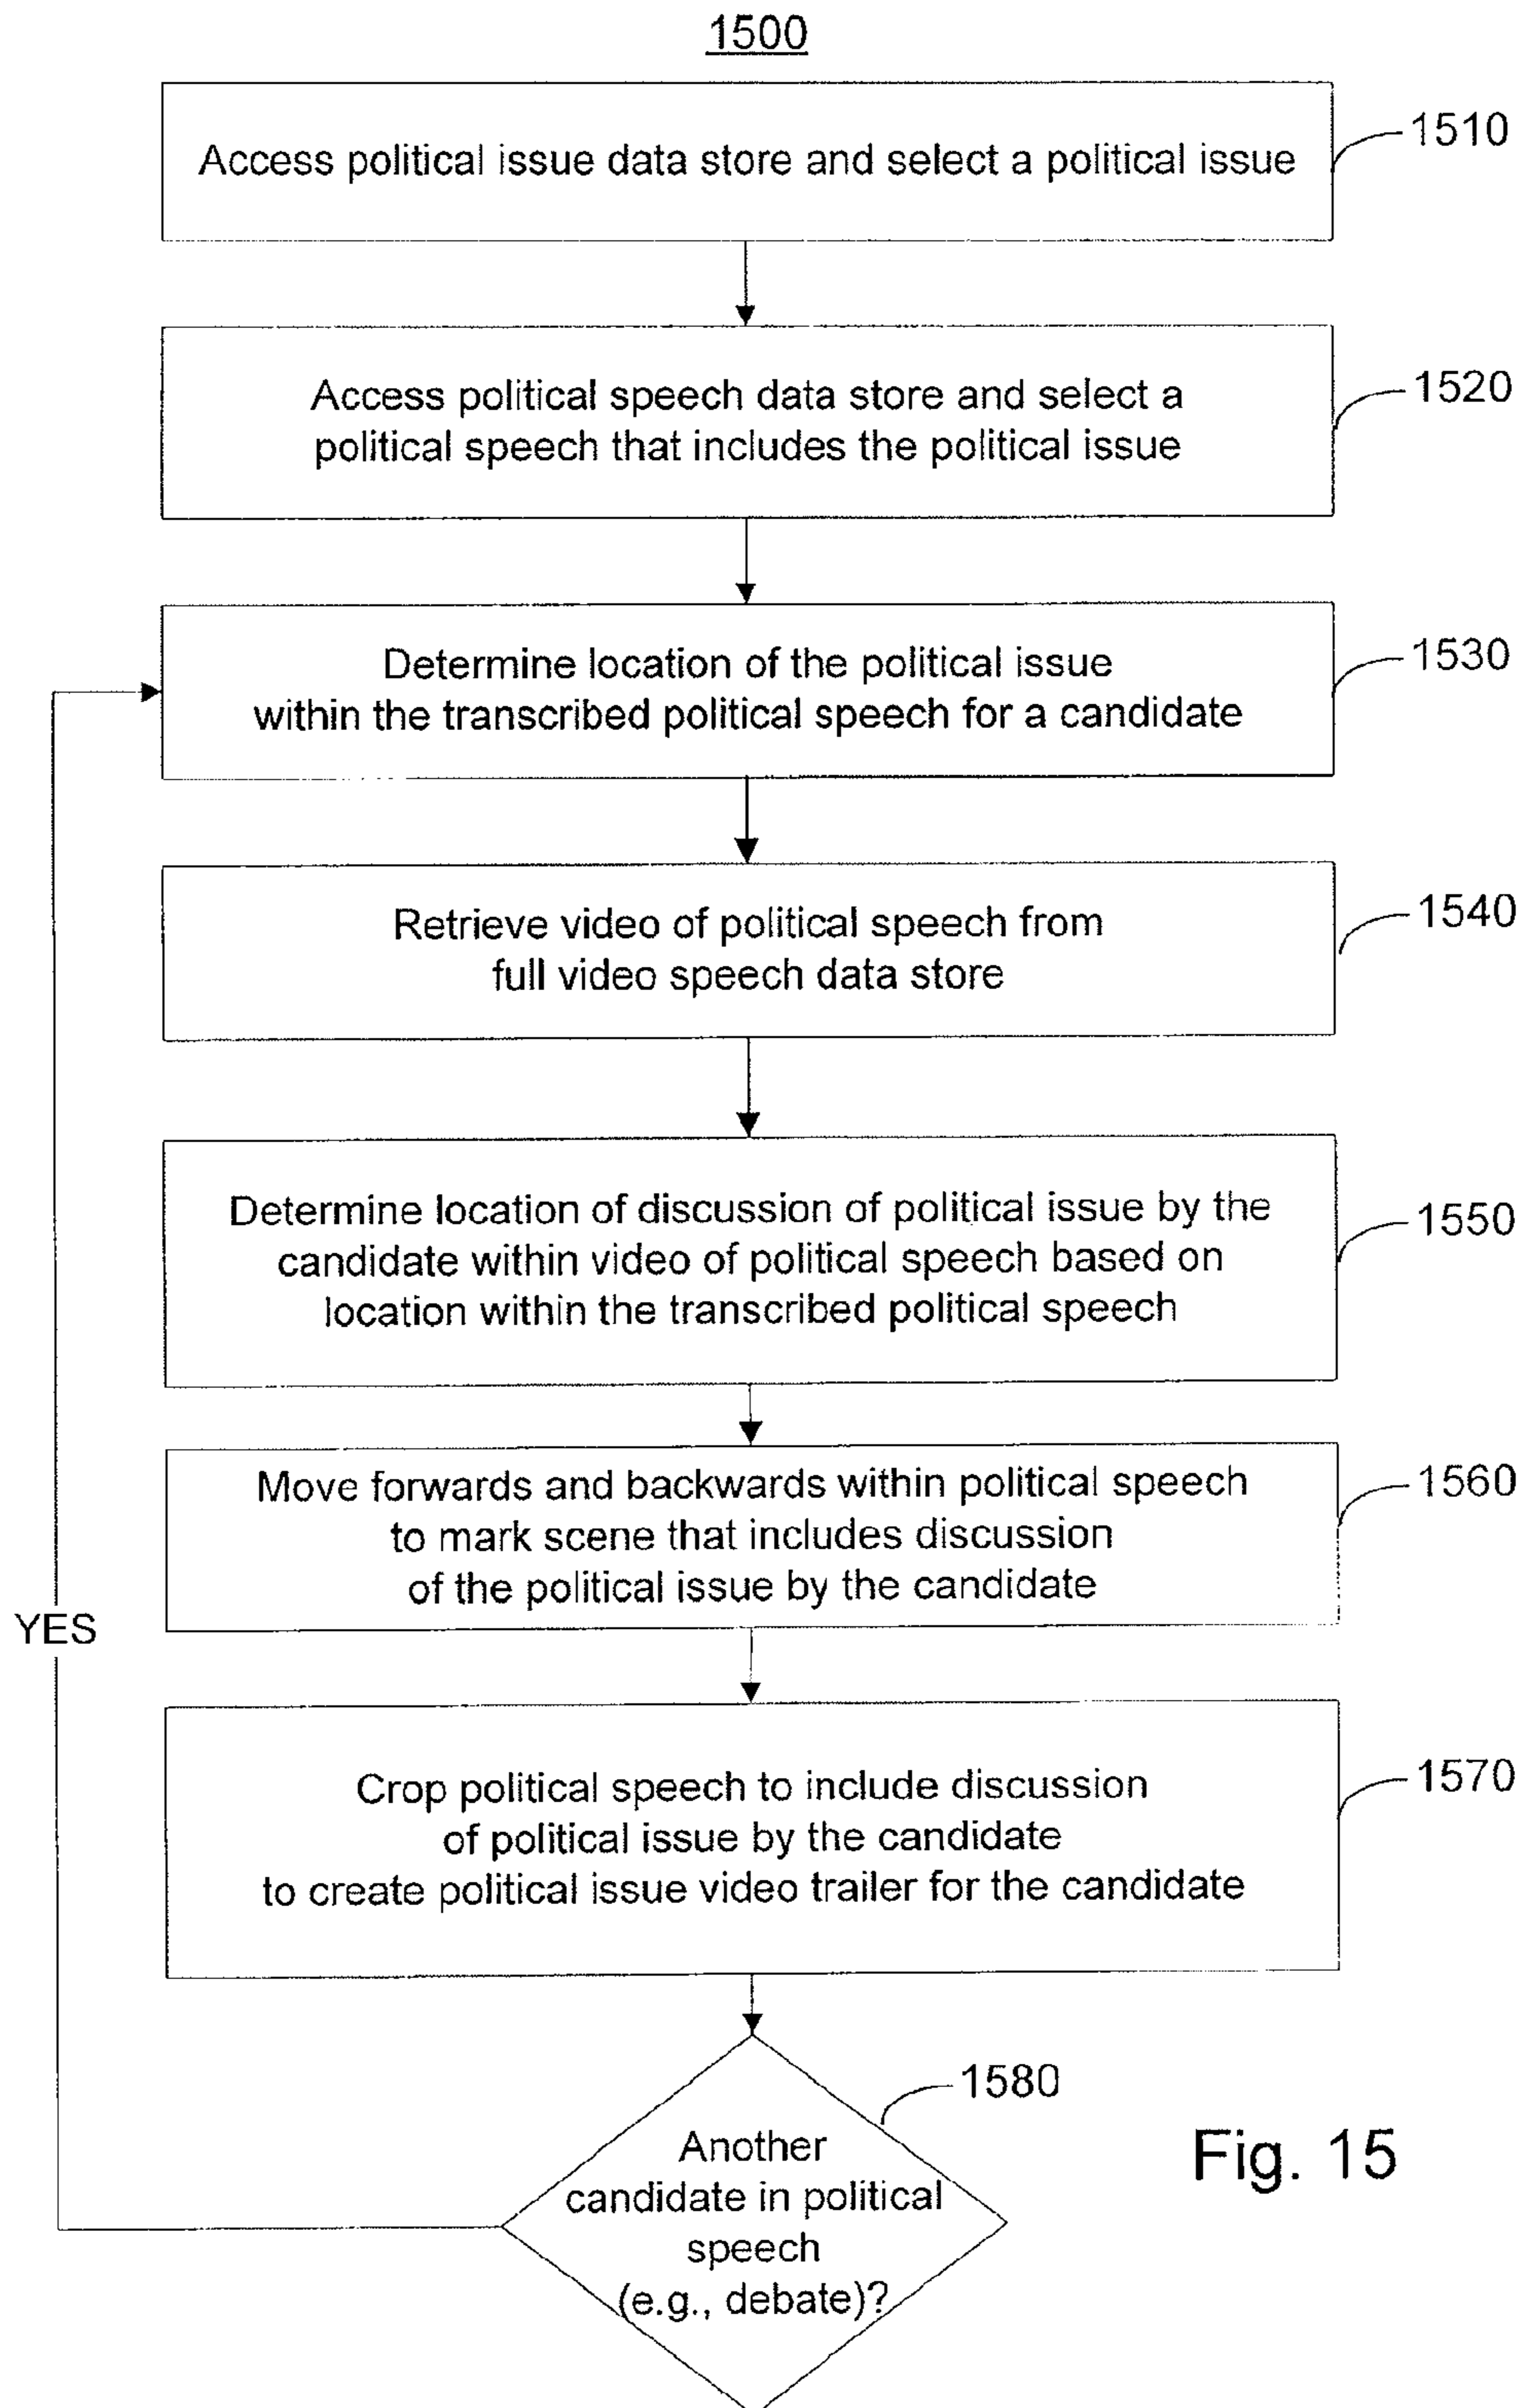 1500
Access political issue data store and select a political issue
1510
Access political speech data store and select a
political speech that includes the political issue
1520
Determine location of the political issue
within the transcribed political speech for a candidate
1530
Retrieve video of political speech from
full video speech data store
1540
Determine location of discussion of political issue by the
candidate within video of political speech based on
location within the transcribed political speech
1550
Move forwards and backwards within political speech
to mark scene that includes discussion
of the political issue by the candidate
1560
YES
Crop political speech to include discussion
of political issue by the candidate
to create political issue video trailer for the candidate
1570
Another
candidate in political
speech
(e.g., debate)?
1580
Fig. 15